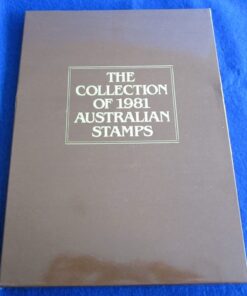 THE
COLLECTION
OF 1981
AUSTRALIAN
STAMPS